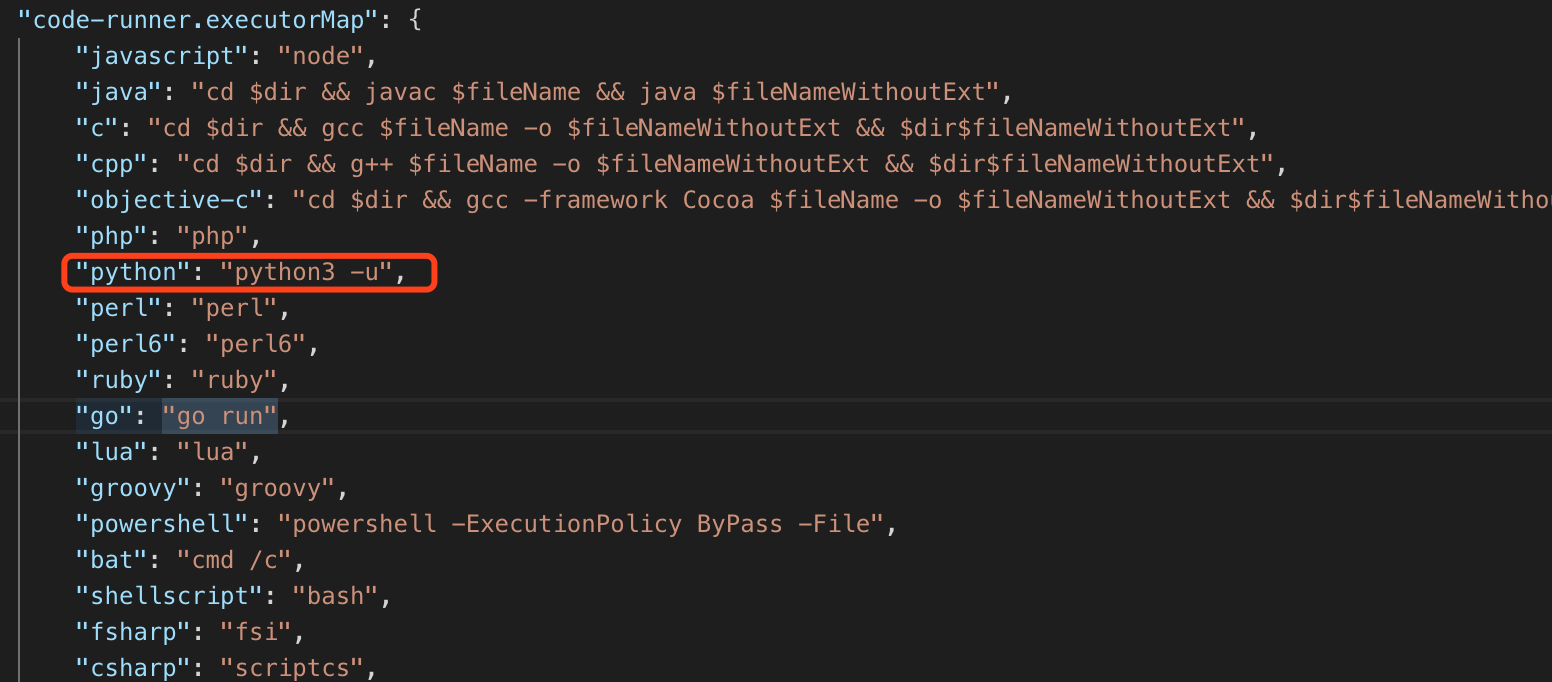 "code-runner.executorMap": {
"javascript": "node",
"java": "cd $dir && javac $fileName && java $fileNameWithoutExt",
"c": "cd $dir && gcc $fileName -o $fileNameWithoutExt && $dir$fileNameWithoutExt",
"cpp": "cd $dir && g++ $fileName -o $fileNameWithoutExt && $dir$fileNameWithoutExt",
"objective-c": "cd $dir && gcc -framework Cocoa $fileName -o $fileNameWithoutExt && $dir$fileNameWitho
"php": "php",
"python": "python3 -u",
"perl": "perl",
"perl6": "perl6",
"ruby": "ruby",
"go": "go run",
"lua": "lua",
"groovy": "groovy",
"powershell": "powershell -ExecutionPolicy ByPass -File",
"bat": "cmd /c",
"shellscript": "bash",
"fsharp": "fsi",
"csharp": "scriptcs",